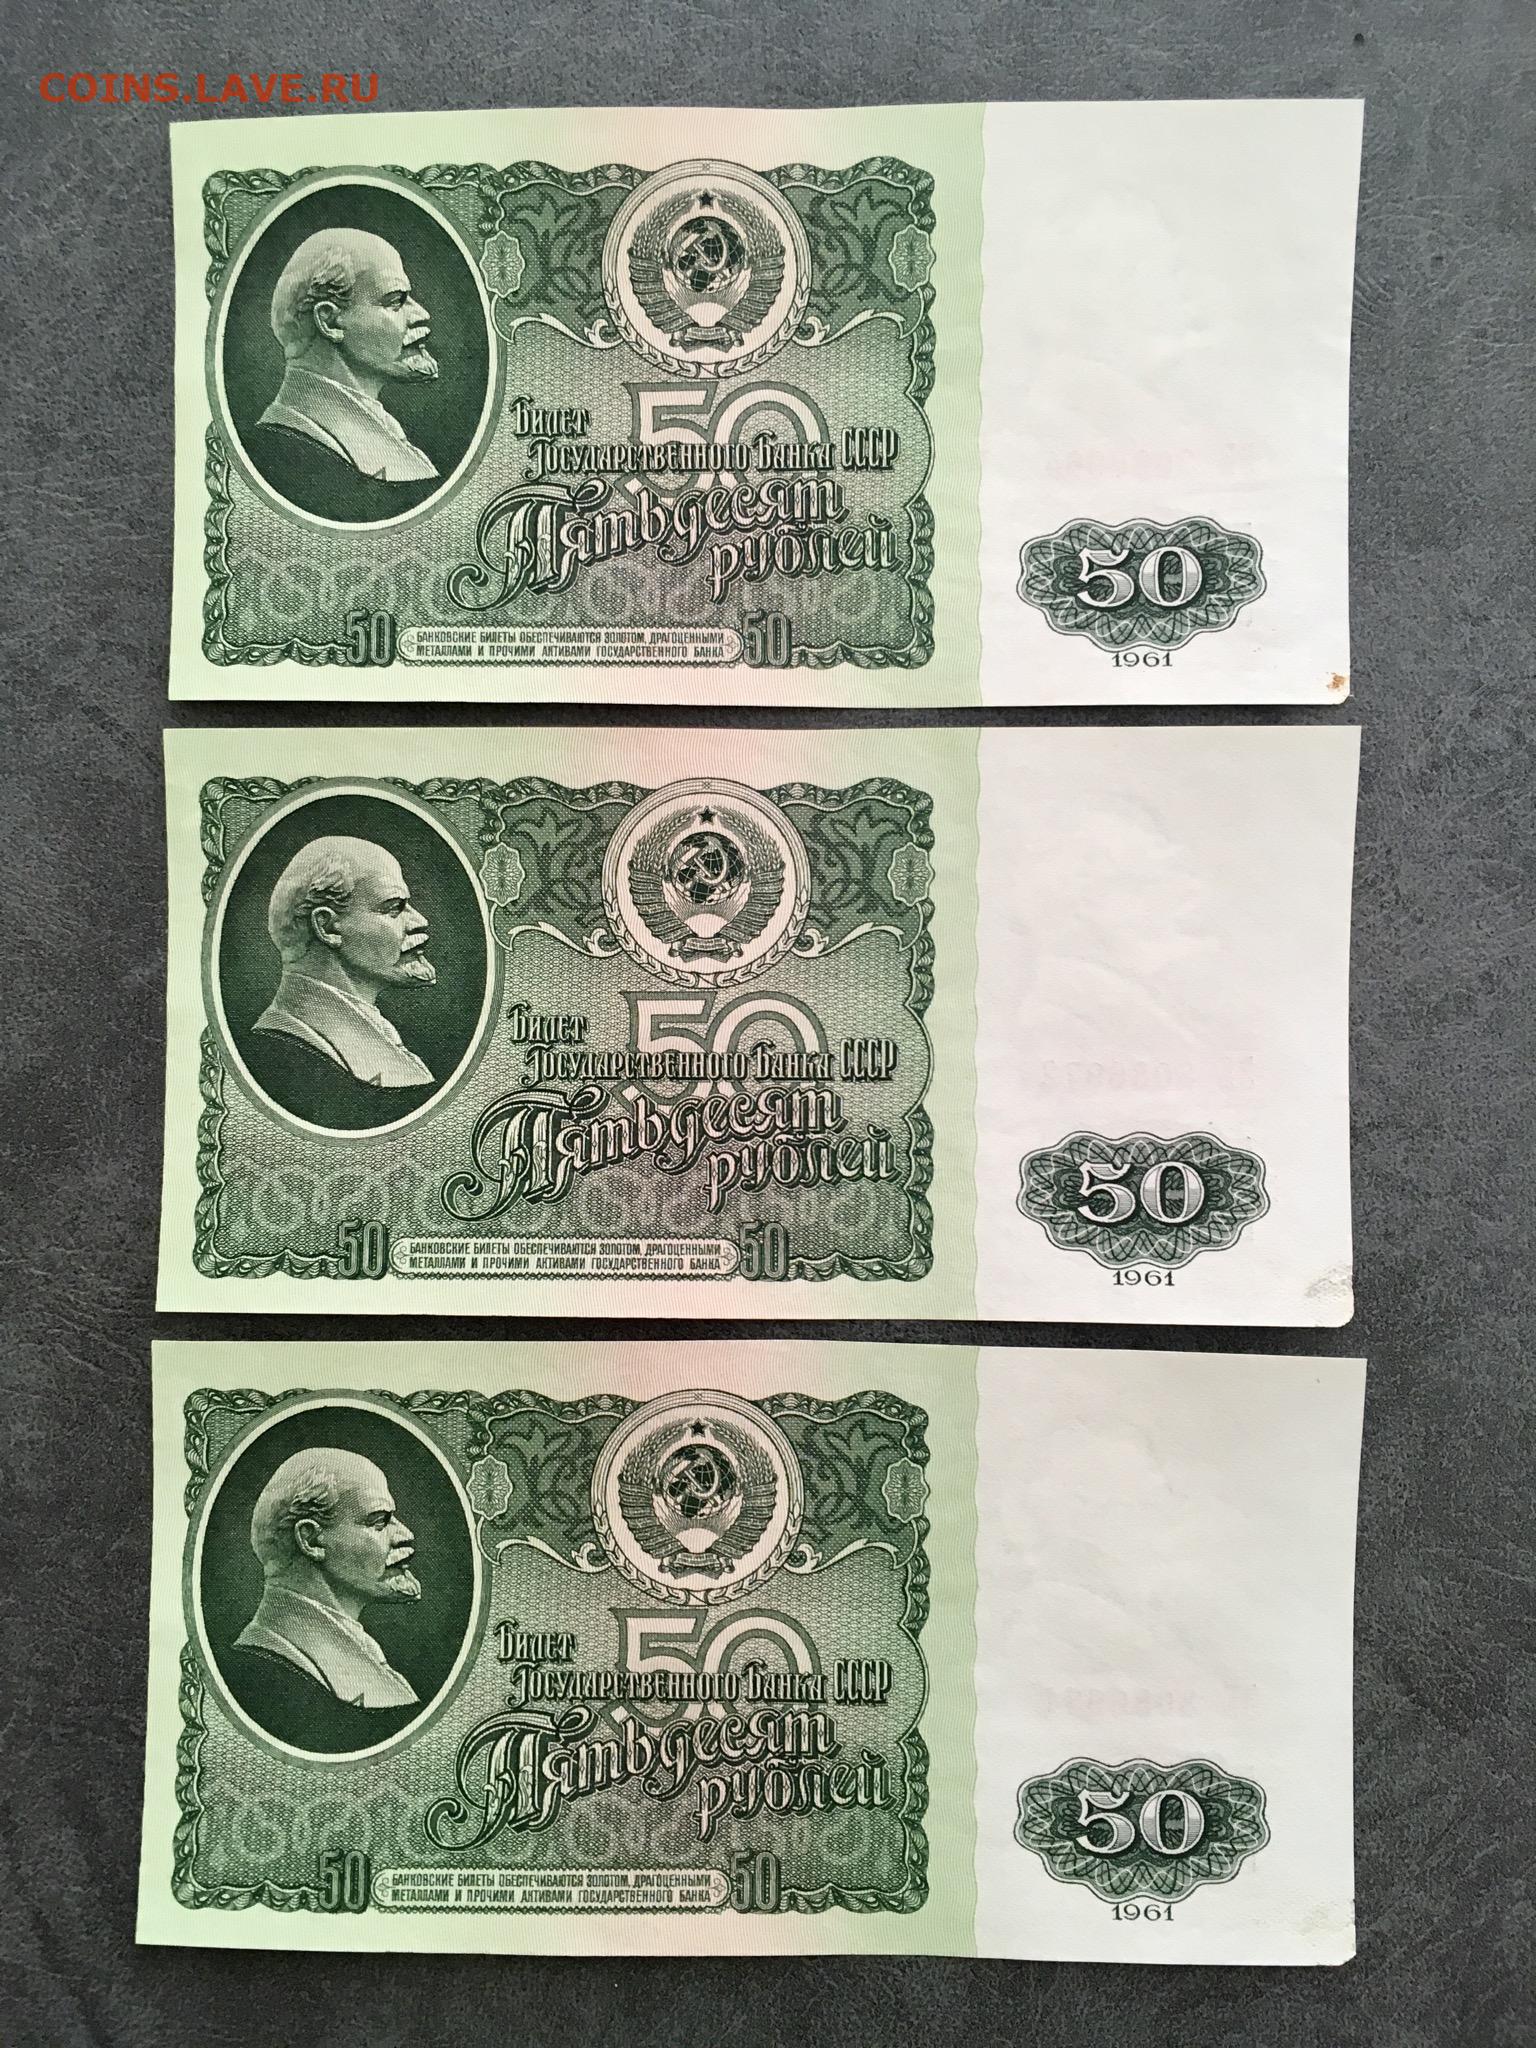 COINS.LAVE.RU
50
Билет
Государственного Банка СССР
Пятьдесят
рублей
50
50
БАНКОВСКИЕ БИЛЕТЫ ОБЕСПЕЧИВАЮТСЯ ЗОЛОТОМ, ДРАГОЦЕННЫМИ
МЕТАЛЛАМИ И ПРОЧИМИ АКТИВАМИ ГОСУДАРСТВЕННОГО БАНКА
50
1961
50
Билет
Государственного Банка СССР
Пятьдесят
рублей
50
50
БАНКОВСКИЕ БИЛЕТЫ ОБЕСПЕЧИВАЮТСЯ ЗОЛОТОМ, ДРАГОЦЕННЫМИ
МЕТАЛЛАМИ И ПРОЧИМИ АКТИВАМИ ГОСУДАРСТВЕННОГО БАНКА
50
1961
50
Билет
Государственного Банка СССР
Пятьдесят
рублей
50
50
БАНКОВСКИЕ БИЛЕТЫ ОБЕСПЕЧИВАЮТСЯ ЗОЛОТОМ, ДРАГОЦЕННЫМИ
МЕТАЛЛАМИ И ПРОЧИМИ АКТИВАМИ ГОСУДАРСТВЕННОГО БАНКА
50
1961